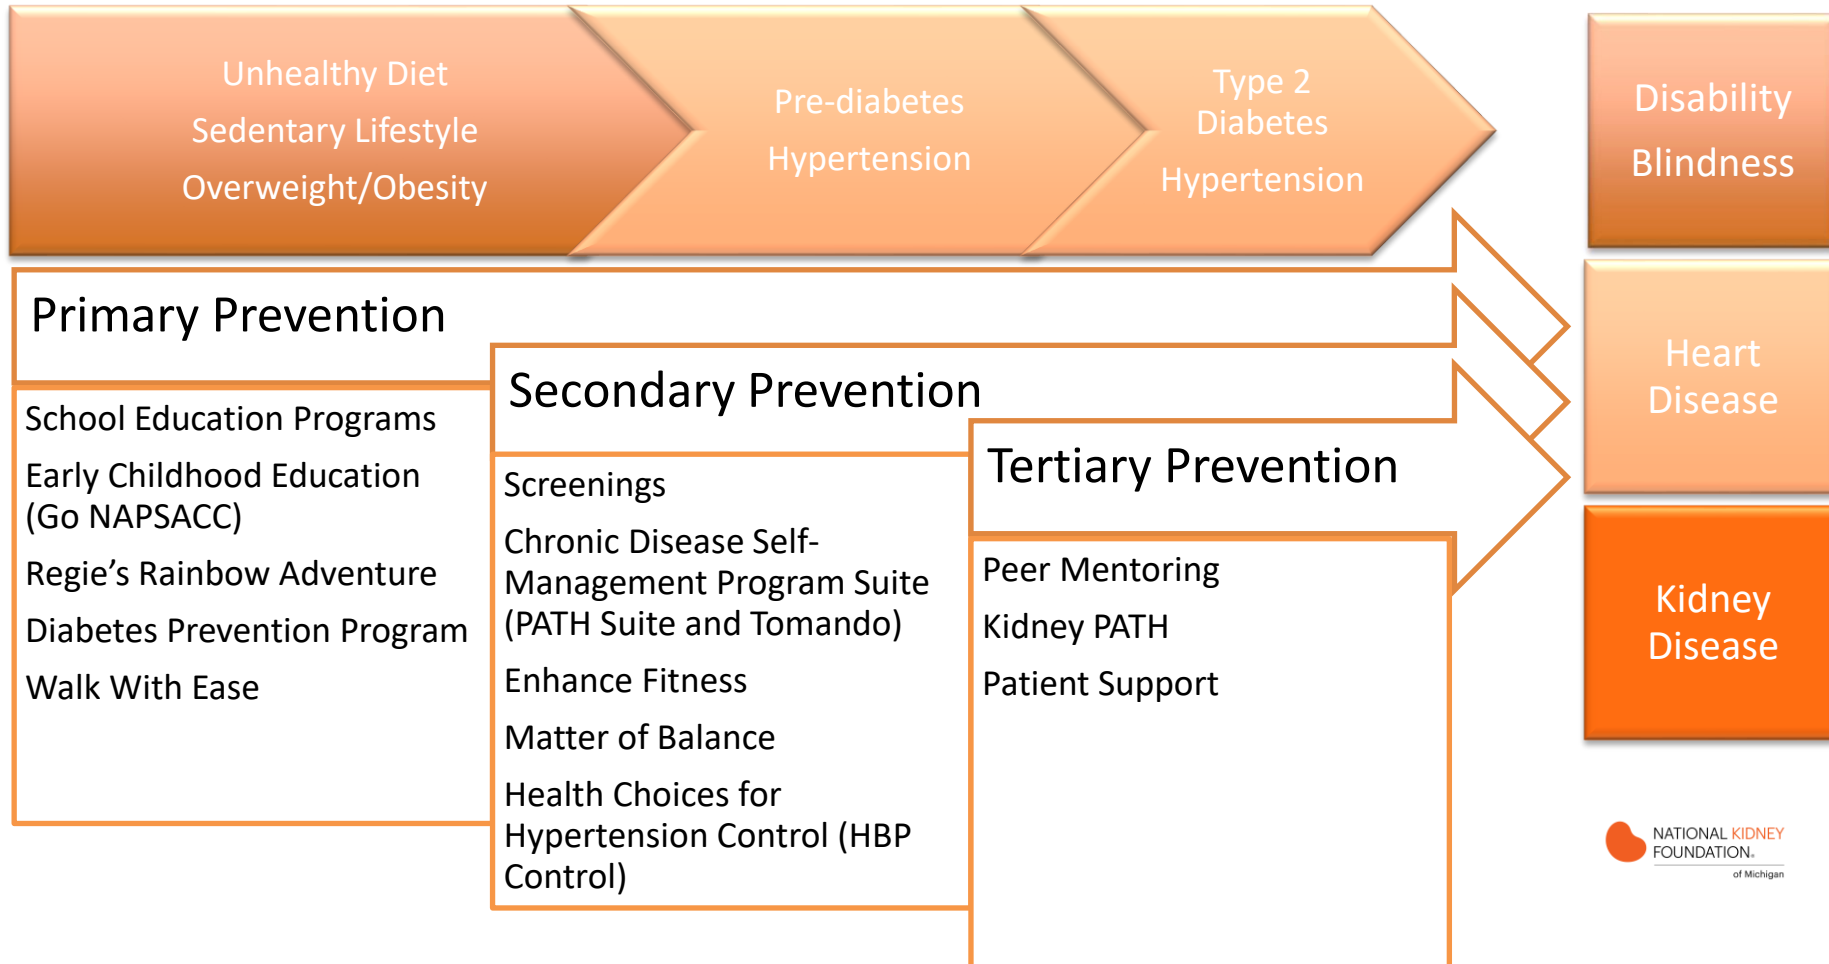 Unhealthy Diet
Sedentary Lifestyle
Overweight/Obesity
Pre-diabetes
Hypertension
Type 2
Diabetes
Hypertension
Disability
Blindness
Heart
Disease
Kidney
Disease
Primary Prevention
School Education Programs
Early Childhood Education
(Go NAPSACC)
Regie’s Rainbow Adventure
Diabetes Prevention Program
Walk With Ease
Secondary Prevention
Screenings
Chronic Disease Self-
Management Program Suite
(PATH Suite and Tomando)
Enhance Fitness
Matter of Balance
Health Choices for
Hypertension Control (HBP
Control)
Tertiary Prevention
Peer Mentoring
Kidney PATH
Patient Support
NATIONAL KIDNEY
FOUNDATION®
of Michigan